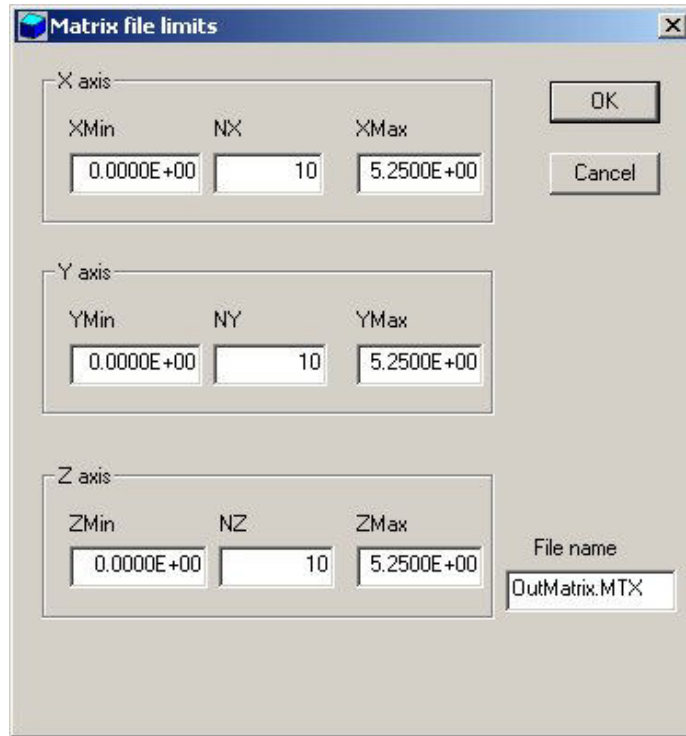 Matrix file limits
X axis
XMin NX XMax
0.0000E+00 10 5.2500E+00
OK
Cancel
Y axis
YMin NY YMax
0.0000E+00 10 5.2500E+00
Z axis
ZMin NZ ZMax
0.0000E+00 10 5.2500E+00
File name
OutMatrix.MTX